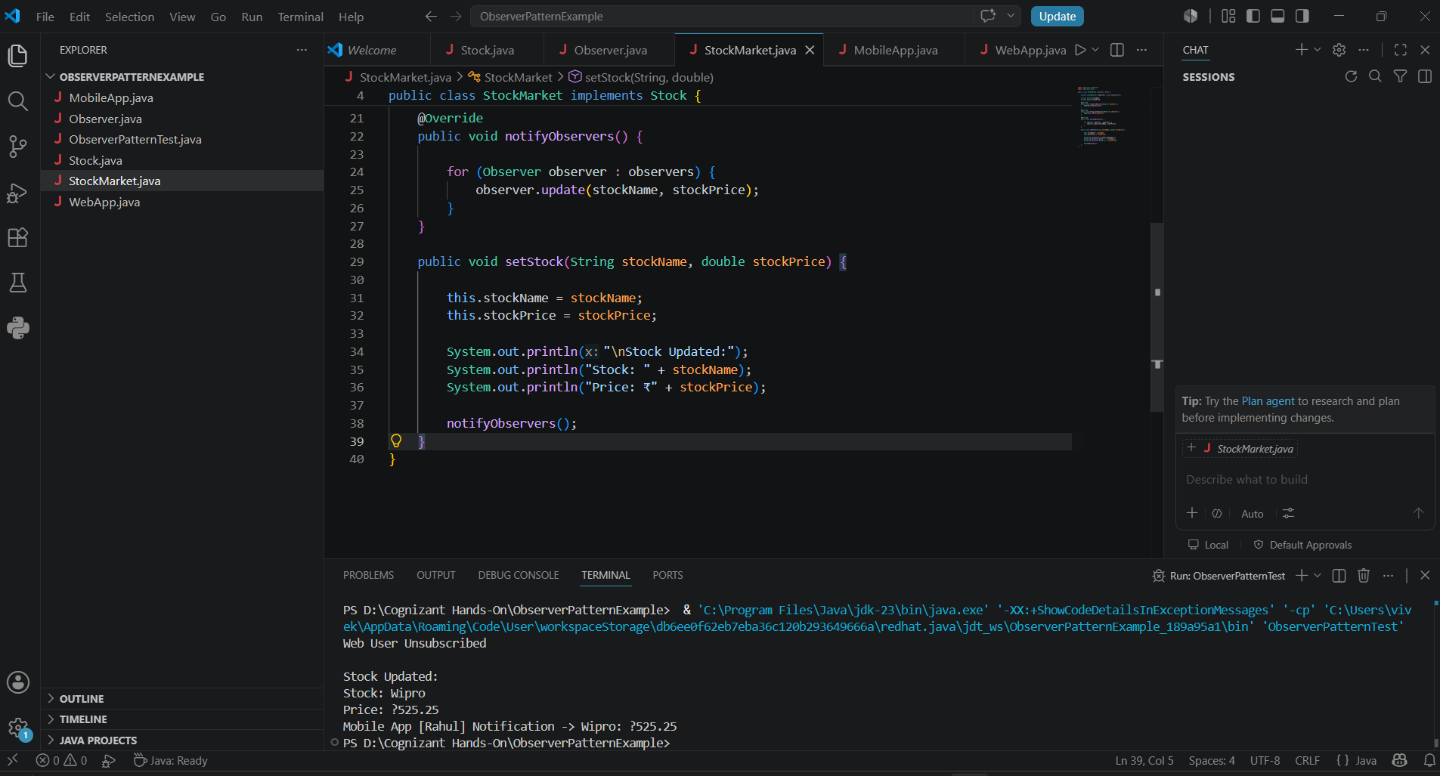 File Edit Selection View Go Run Terminal Help
ObserverPatternExample
Update
EXPLORER
OBSERVERPATTERNEXAMPLE
J MobileApp.java
J Observer.java
J ObserverPatternTest.java
J Stock.java
J StockMarket.java
J WebApp.java
OUTLINE
TIMELINE
JAVA PROJECTS
1
Welcome J Stock.java J Observer.java J StockMarket.java J MobileApp.java J WebApp.java
J StockMarket.java > StockMarket > setStock(String, double)
4 public class StockMarket implements Stock {
21 @Override
22 public void notifyObservers() {
23
24 for (Observer observer : observers) {
25 observer.update(stockName, stockPrice);
26 }
27 }
28
29 public void setStock(String stockName, double stockPrice) {
30
31 this.stockName = stockName;
32 this.stockPrice = stockPrice;
33
34 System.out.println(x: "\nStock Updated:");
35 System.out.println("Stock: " + stockName);
36 System.out.println("Price: ₹" + stockPrice);
37
38 notifyObservers();
39 }
40 }
CHAT
SESSIONS
Tip: Try the Plan agent to research and plan
before implementing changes.
J StockMarket.java
Describe what to build
Auto
Local Default Approvals
PROBLEMS OUTPUT DEBUG CONSOLE TERMINAL PORTS
Run: ObserverPatternTest
PS D:\Cognizant Hands-On\ObserverPatternExample> & 'C:\Program Files\Java\jdk-23\bin\java.exe' '-XX:+ShowCodeDetailsInExceptionMessages' '-cp' 'C:\Users\viv
ek\AppData\Roaming\Code\User\workspaceStorage\db6ee0f62eb7eba36c120b293649666a\redhat.java\jdt_ws\ObserverPatternExample_189a95a1\bin' 'ObserverPatternTest'
Web User Unsubscribed
Stock Updated:
Stock: Wipro
Price: ?525.25
Mobile App [Rahul] Notification -> Wipro: ?525.25
PS D:\Cognizant Hands-On\ObserverPatternExample>
0 0 Java: Ready Ln 39, Col 5 Spaces: 4 UTF-8 CRLF { } Java